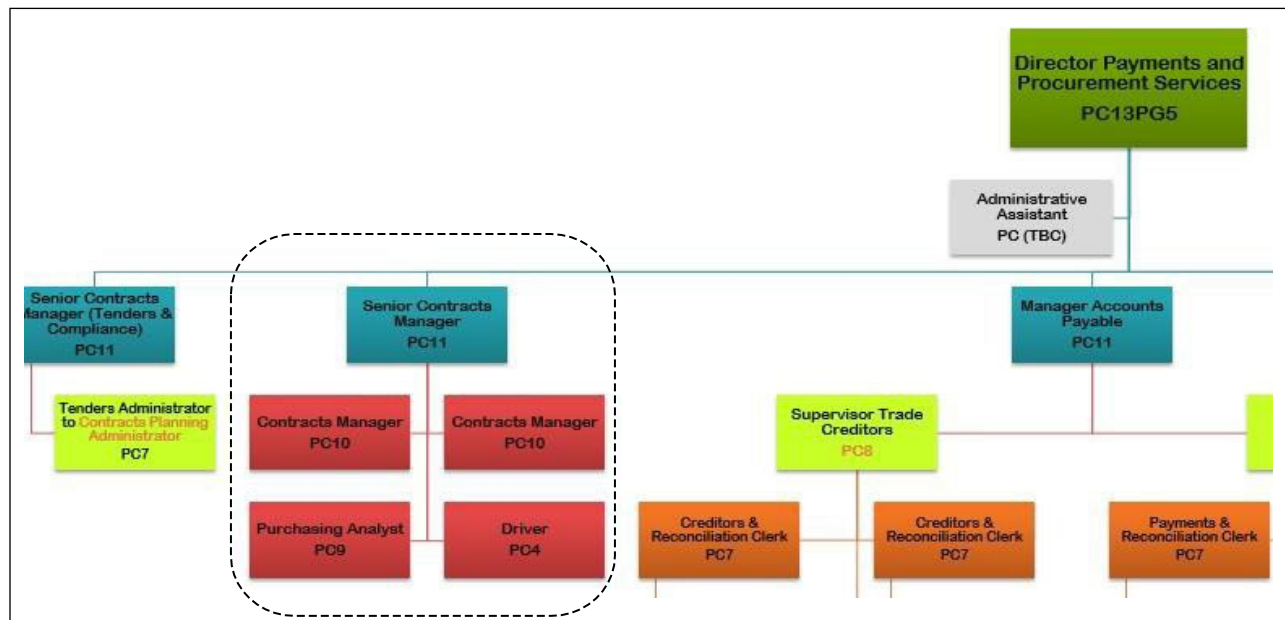 Director Payments and
Procurement Services
PC13PG5
Administrative
Assistant
PC (TBC)
Senior Contracts
Manager (Tenders &
Compliance)
PC11
Senior Contracts
Manager
PC11
Manager Accounts
Payable
PC11
Tenders Administrator
to Contracts Planning
Administrator
PC7
Contracts Manager
PC10
Contracts Manager
PC10
Supervisor Trade
Creditors
PC8
Purchasing Analyst
PC9
Driver
PC4
Creditors &
Reconciliation Clerk
PC7
Creditors &
Reconciliation Clerk
PC7
Payments &
Reconciliation Clerk
PC7